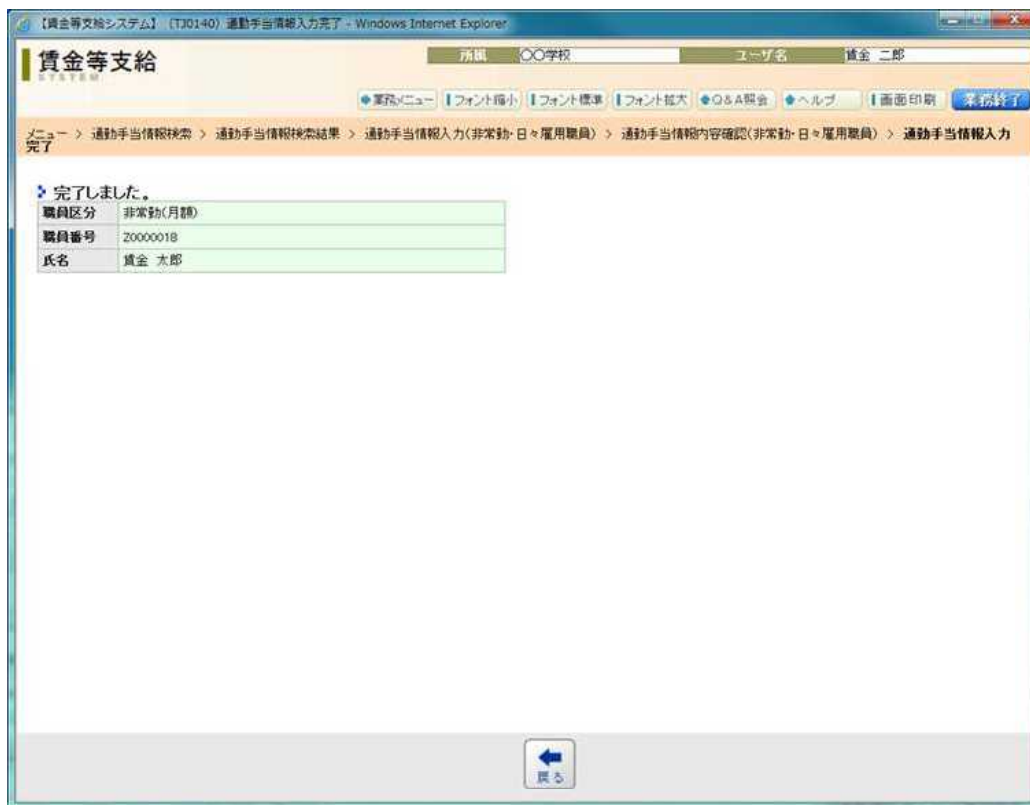 【賃金等支給システム】（TJ0140）通勤手当情報入力完了 - Windows Internet Explorer
賃金等支給
SYSTEM
所属 〇〇学校 ユーザ名 賃金 二郎
業務メニュー フォント縮小 フォント標準 フォント拡大 Q&A照会 ヘルプ 画面印刷 業務終了
メニュー > 通勤手当情報検索 > 通勤手当情報検索結果 > 通勤手当情報入力(非常勤・日々雇用職員) > 通勤手当情報内容確認(非常勤・日々雇用職員) > 通勤手当情報入力
完了
完了しました。
職員区分 非常勤(月額)
職員番号 Z0000018
氏名 賃金 太郎
戻る